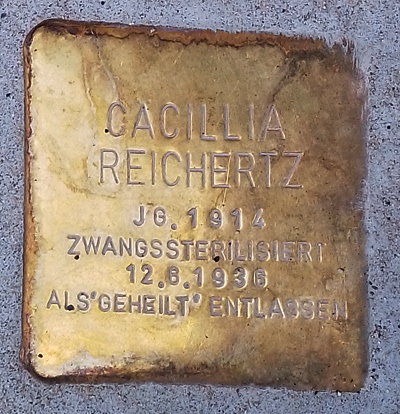 CACILLIA
REICHERTZ
JG. 1914
ZWANGSSTERILISIERT
12.6.1936
ALS "GEHEILT" ENTLASSEN